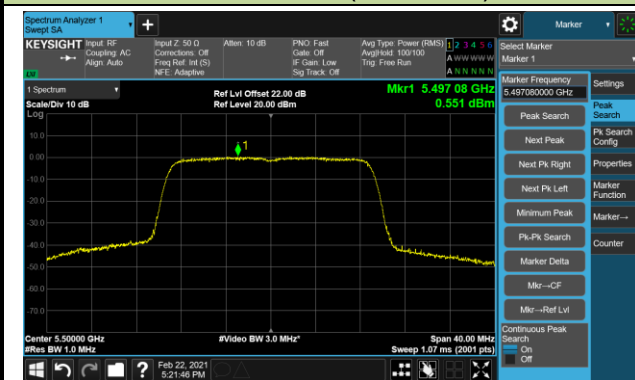 Spectrum Analyzer 1
Swept SA
+
Marker
KEYSIGHT
Input: RF
Coupling: AC
Align: Auto
Input Z: 50 Ω
Corrections: Off
Freq Ref: Int (S)
NFE: Adaptive
Atten: 10 dB
PNO: Fast
Gate: Off
IF Gain: Low
Sig Track: Off
Avg Type: Power (RMS)
Avg|Hold: 100/100
Trig: Free Run
1 2 3 4 5 6
A W W W W W
A N N N N N
LXI
Select Marker
Marker 1
1 Spectrum
Scale/Div 10 dB
Log
Ref Lvl Offset 22.00 dB
Ref Level 20.00 dBm
Mkr1 5.497 08 GHz
0.551 dBm
10.0
0.00
-10.0
-20.0
-30.0
-40.0
-50.0
-60.0
-70.0
1
Center 5.50000 GHz
#Res BW 1.0 MHz
#Video BW 3.0 MHz*
Span 40.00 MHz
Sweep 1.07 ms (2001 pts)
Marker Frequency
5.497080000 GHz
Peak Search
Next Peak
Next Pk Right
Next Pk Left
Minimum Peak
Pk-Pk Search
Marker Delta
Mkr→CF
Mkr→Ref Lvl
Continuous Peak
Search
On
Off
Settings
Peak
Search
Pk Search
Config
Properties
Marker
Function
Marker→
Counter
?
Feb 22, 2021
5:21:46 PM